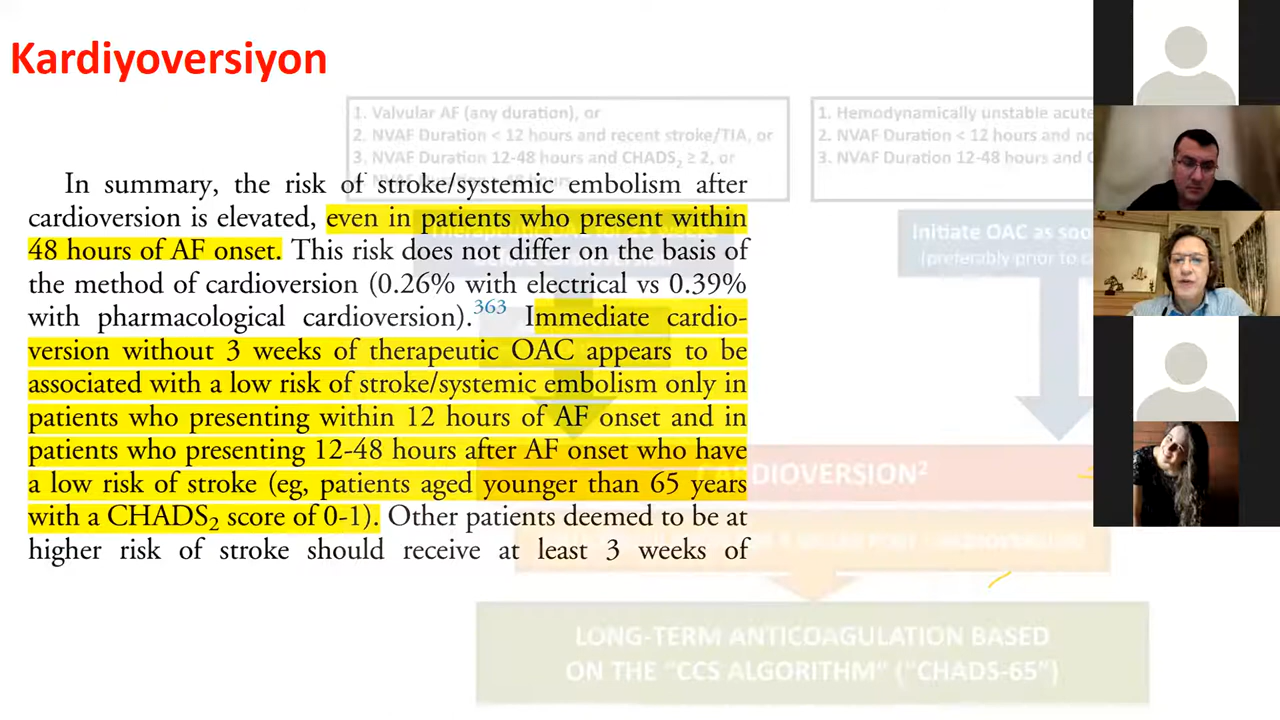 Kardiyoversiyon
1. Valvular AF (any duration), or
2. NVAF Duration < 12 hours and recent stroke/TIA, or
3. NVAF Duration 12-48 hours and CHADS₂ ≥ 2, or
1. Hemodynamically unstable acute
2. NVAF Duration < 12 hours and no
3. NVAF Duration 12-48 hours and C
In summary, the risk of stroke/systemic embolism after
cardioversion is elevated, even in patients who present within
48 hours of AF onset. This risk does not differ on the basis of
the method of cardioversion (0.26% with electrical vs 0.39%
with pharmacological cardioversion).³⁶³ Immediate cardio-
version without 3 weeks of therapeutic OAC appears to be
associated with a low risk of stroke/systemic embolism only in
patients who presenting within 12 hours of AF onset and in
patients who presenting 12-48 hours after AF onset who have
a low risk of stroke (eg, patients aged younger than 65 years
with a CHADS₂ score of 0-1). Other patients deemed to be at
higher risk of stroke should receive at least 3 weeks of
Initiate OAC as soo
(preferably prior to ca
CARDIOVERSION²
LONG-TERM ANTICOAGULATION BASED
ON THE “CCS ALGORITHM” (“CHADS-65”)